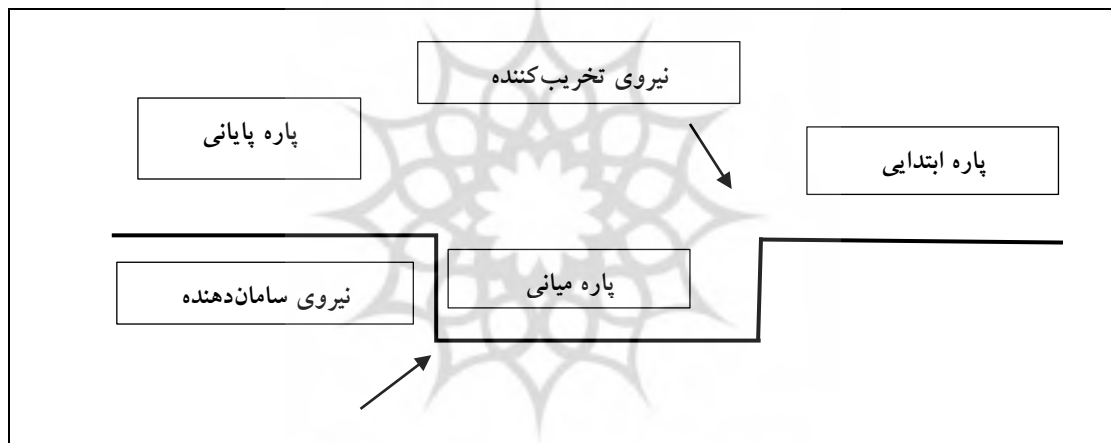 نیروی تخریب‌کننده
پاره ابتدایی
پاره پایانی
پاره میانی
نیروی سامان‌دهنده